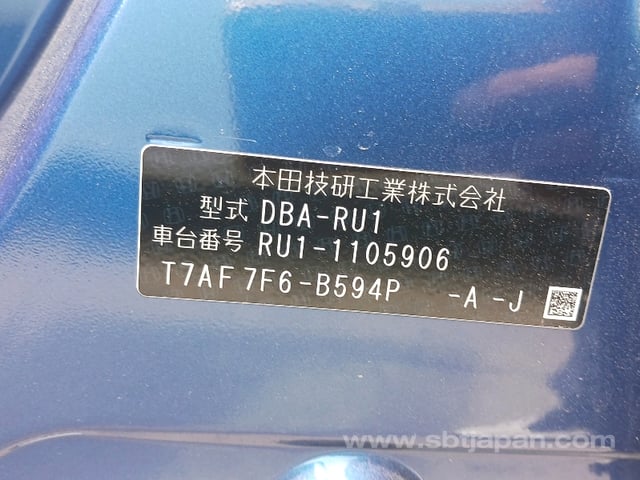 本田技研工業株式会社
型式 DBA-RU1
車台番号 RU1-1105906
T7AF 7F6-B594P -A -J
www.sbtjapan.com